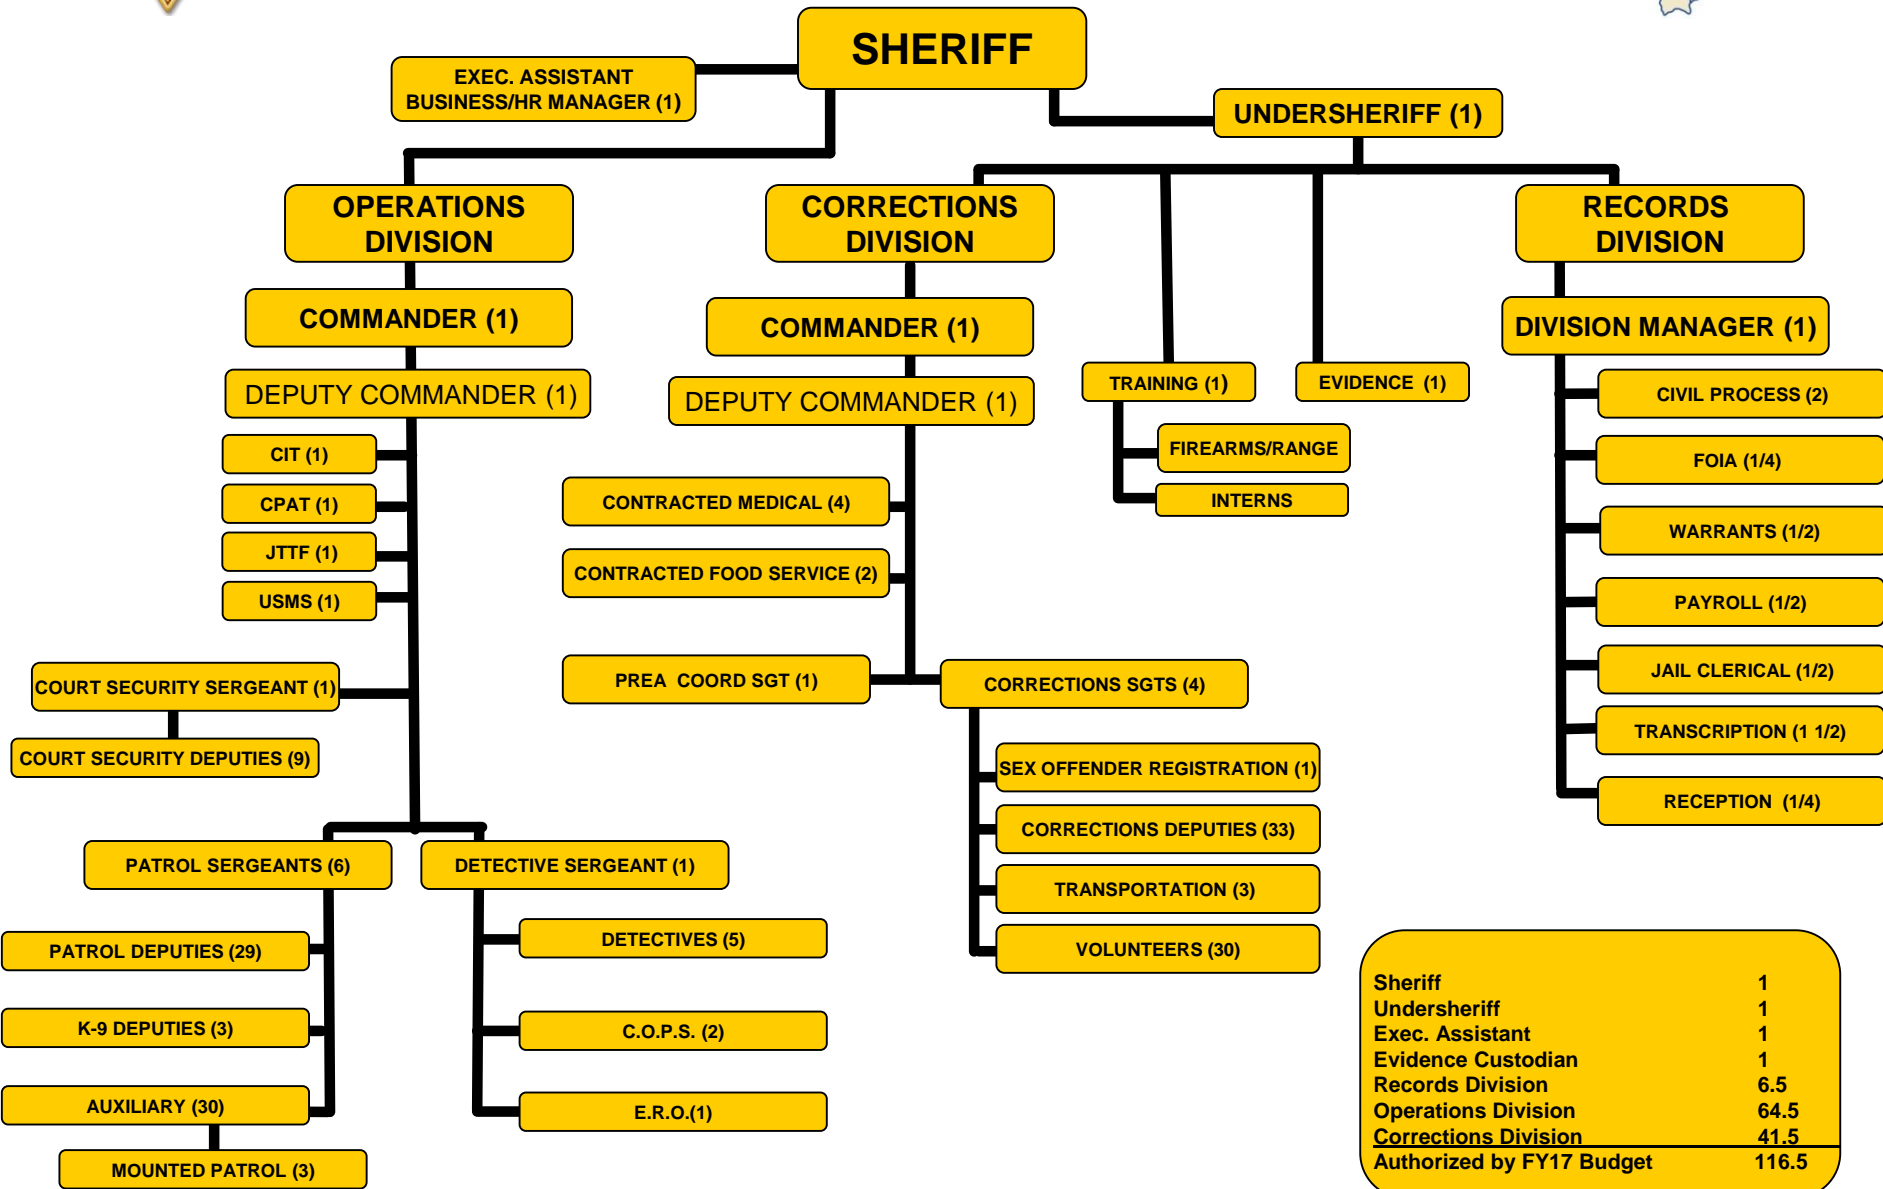 SHERIFF
EXEC. ASSISTANT
BUSINESS/HR MANAGER (1)
UNDERSHERIFF (1)
OPERATIONS
DIVISION
COMMANDER (1)
DEPUTY COMMANDER (1)
CIT (1)
CPAT (1)
JTTF (1)
USMS (1)
COURT SECURITY SERGEANT (1)
COURT SECURITY DEPUTIES (9)
PATROL SERGEANTS (6)
PATROL DEPUTIES (29)
K-9 DEPUTIES (3)
AUXILIARY (30)
MOUNTED PATROL (3)
DETECTIVE SERGEANT (1)
DETECTIVES (5)
C.O.P.S. (2)
E.R.O.(1)
CORRECTIONS
DIVISION
COMMANDER (1)
DEPUTY COMMANDER (1)
CONTRACTED MEDICAL (4)
CONTRACTED FOOD SERVICE (2)
PREA COORD SGT (1)
CORRECTIONS SGTS (4)
SEX OFFENDER REGISTRATION (1)
CORRECTIONS DEPUTIES (33)
TRANSPORTATION (3)
VOLUNTEERS (30)
TRAINING (1)
FIREARMS/RANGE
INTERNS
EVIDENCE (1)
RECORDS
DIVISION
DIVISION MANAGER (1)
CIVIL PROCESS (2)
FOIA (1/4)
WARRANTS (1/2)
PAYROLL (1/2)
JAIL CLERICAL (1/2)
TRANSCRIPTION (1 1/2)
RECEPTION (1/4)
Sheriff 1
Undersheriff 1
Exec. Assistant 1
Evidence Custodian 1
Records Division 6.5
Operations Division 64.5
Corrections Division 41.5
Authorized by FY17 Budget 116.5